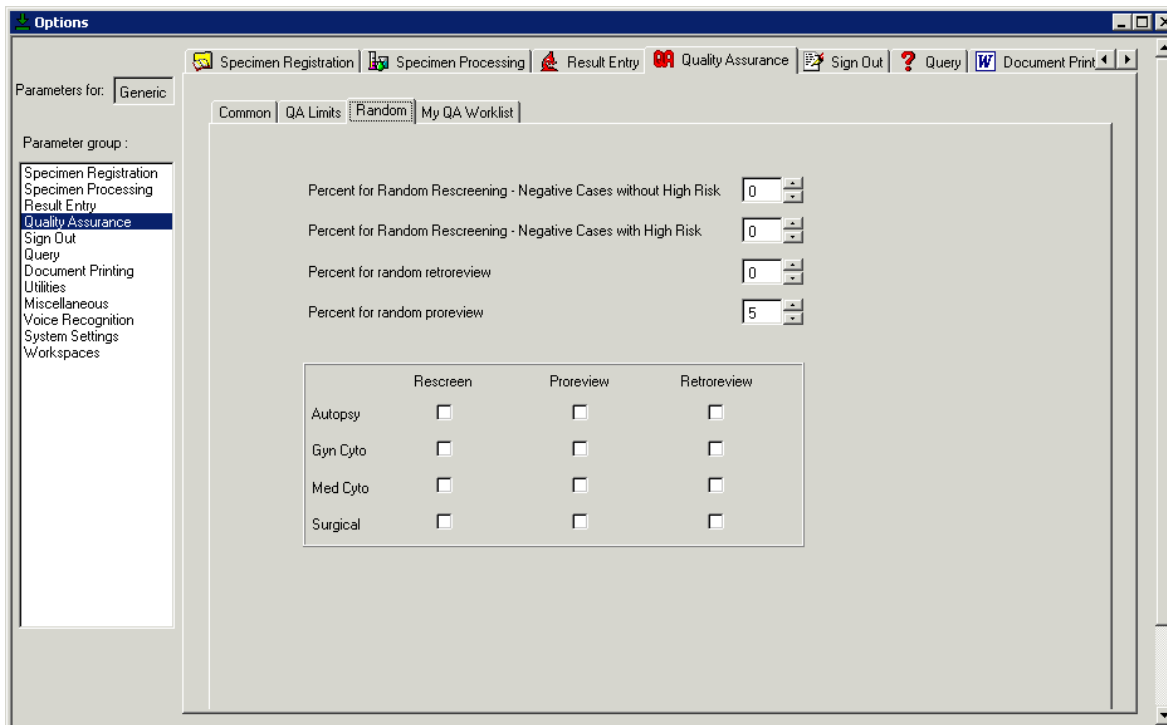 Options
Specimen Registration Specimen Processing Result Entry QA Quality Assurance Sign Out ? Query W Document Print
Parameters for: Generic
Common QA Limits Random My QA Worklist
Parameter group :
Specimen Registration
Specimen Processing
Result Entry
Quality Assurance
Sign Out
Query
Document Printing
Utilities
Miscellaneous
Voice Recognition
System Settings
Workspaces
Percent for Random Rescreening - Negative Cases without High Risk 0
Percent for Random Rescreening - Negative Cases with High Risk 0
Percent for random retroreview 0
Percent for random proreview 5
Rescreen Proreview Retroreview
Autopsy
Gyn Cyto
Med Cyto
Surgical